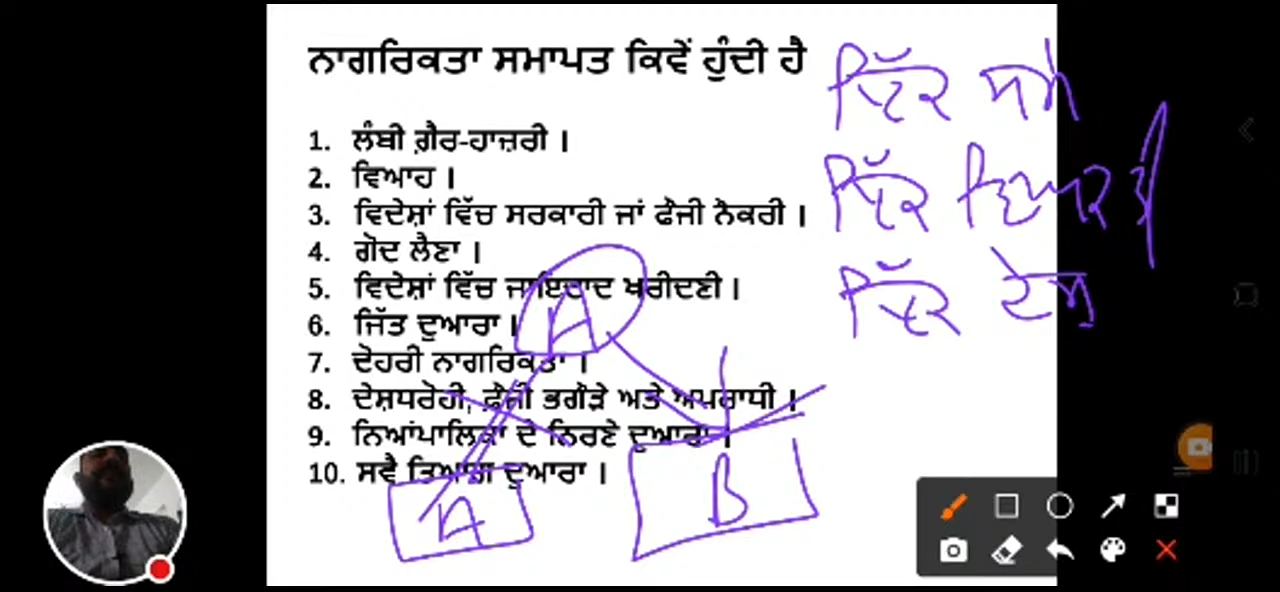 ਨਾਗਰਿਕਤਾ ਸਮਾਪਤ ਕਿਵੇਂ ਹੁੰਦੀ ਹੈ
1. ਲੰਬੀ ਗ਼ੈਰ-ਹਾਜ਼ਰੀ ।
2. ਵਿਆਹ ।
3. ਵਿਦੇਸ਼ਾਂ ਵਿੱਚ ਸਰਕਾਰੀ ਜਾਂ ਫੌਜੀ ਨੌਕਰੀ ।
4. ਗੋਦ ਲੈਣਾ ।
5. ਵਿਦੇਸ਼ਾਂ ਵਿੱਚ ਜਾਇਦਾਦ ਖਰੀਦਣੀ ।
6. ਜਿੱਤ ਦੁਆਰਾ ।
7. ਦੋਹਰੀ ਨਾਗਰਿਕਤਾ ।
8. ਦੇਸ਼ਧਰੋਹੀ, ਫ਼ੌਜੀ ਭਗੌੜੇ ਅਤੇ ਅਪਰਾਧੀ ।
9. ਨਿਆਂਪਾਲਿਕਾ ਦੇ ਨਿਰਣੇ ਦੁਆਰਾ ।
10. ਸਵੈ ਤਿਆਗ ਦੁਆਰਾ ।
ਇੱਕ ਸਮੇਂ
ਇੱਕ
ਇੱਕ ਦੇਸ਼
A
A
B